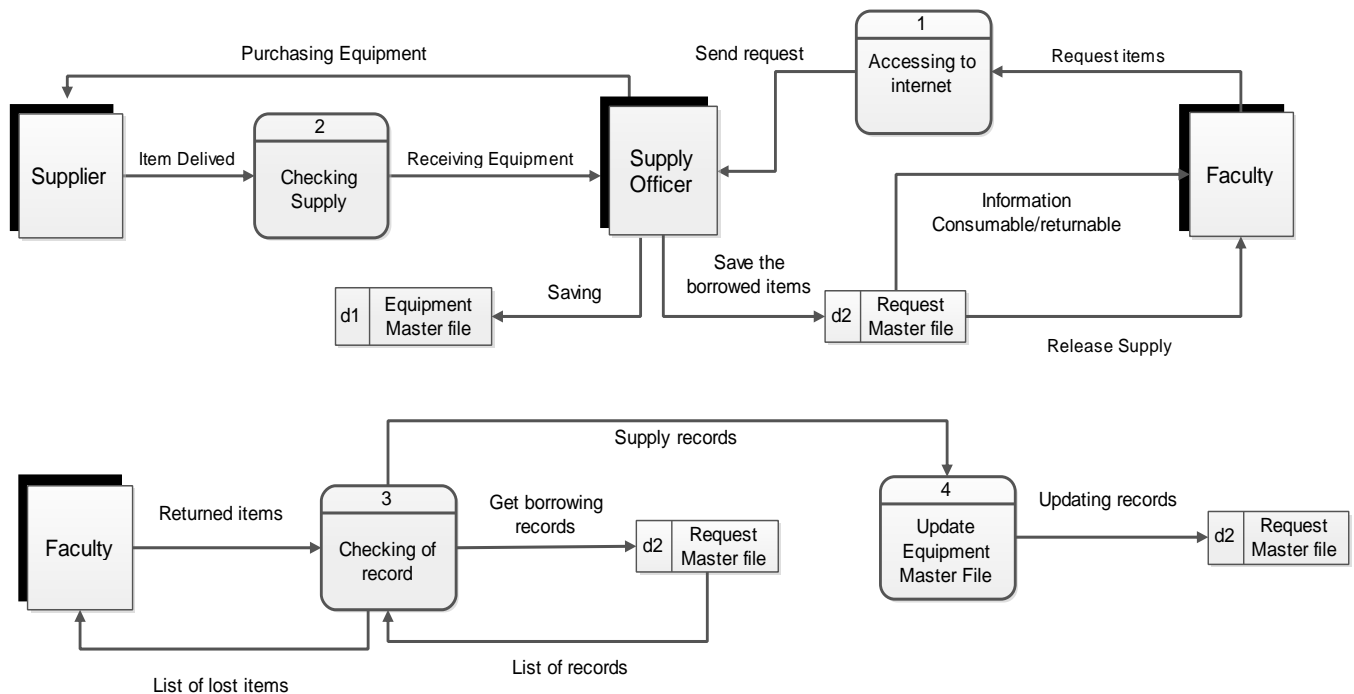 1
Purchasing Equipment
Send request
Accessing to
internet
Request items
Supplier
Item Delived
2
Checking
Supply
Receiving Equipment
Supply
Officer
Faculty
Information
Consumable/returnable
Saving
Save the
borrowed items
d1
Equipment
Master file
d2
Request
Master file
Release Supply
Supply records
Faculty
Returned items
3
Checking of
record
Get borrowing
records
d2
Request
Master file
4
Update
Equipment
Master File
Updating records
d2
Request
Master file
List of records
List of lost items